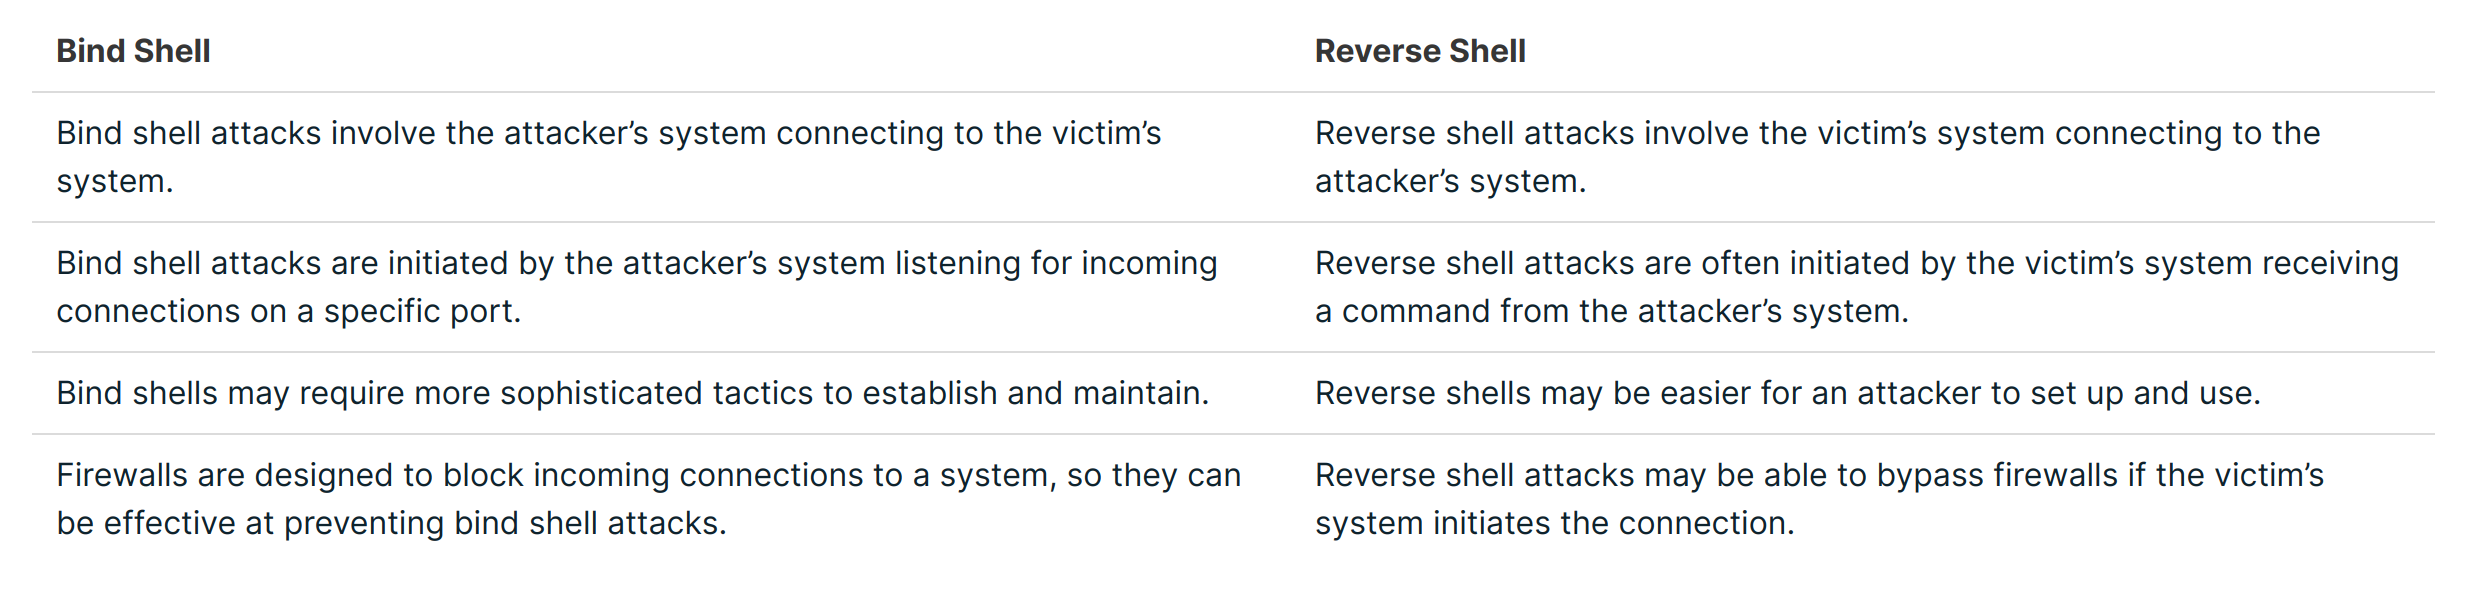 Bind Shell
Reverse Shell
Bind shell attacks involve the attacker’s system connecting to the victim’s
system.
Reverse shell attacks involve the victim’s system connecting to the
attacker’s system.
Bind shell attacks are initiated by the attacker’s system listening for incoming
connections on a specific port.
Reverse shell attacks are often initiated by the victim’s system receiving
a command from the attacker’s system.
Bind shells may require more sophisticated tactics to establish and maintain.
Reverse shells may be easier for an attacker to set up and use.
Firewalls are designed to block incoming connections to a system, so they can
be effective at preventing bind shell attacks.
Reverse shell attacks may be able to bypass firewalls if the victim’s
system initiates the connection.